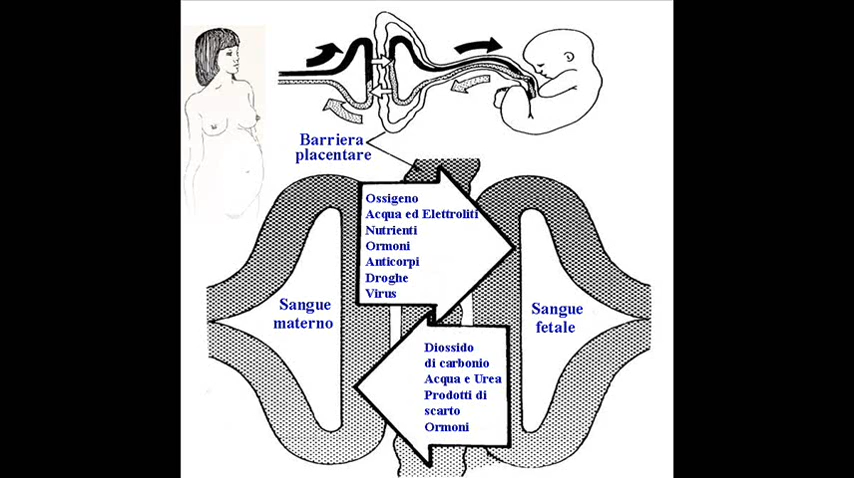 Barriera
placentare
Ossigeno
Acqua ed Elettroliti
Nutrienti
Ormoni
Anticorpi
Droghe
Virus
Sangue
materno
Sangue
fetale
Diossido
di carbonio
Acqua e Urea
Prodotti di
scarto
Ormoni